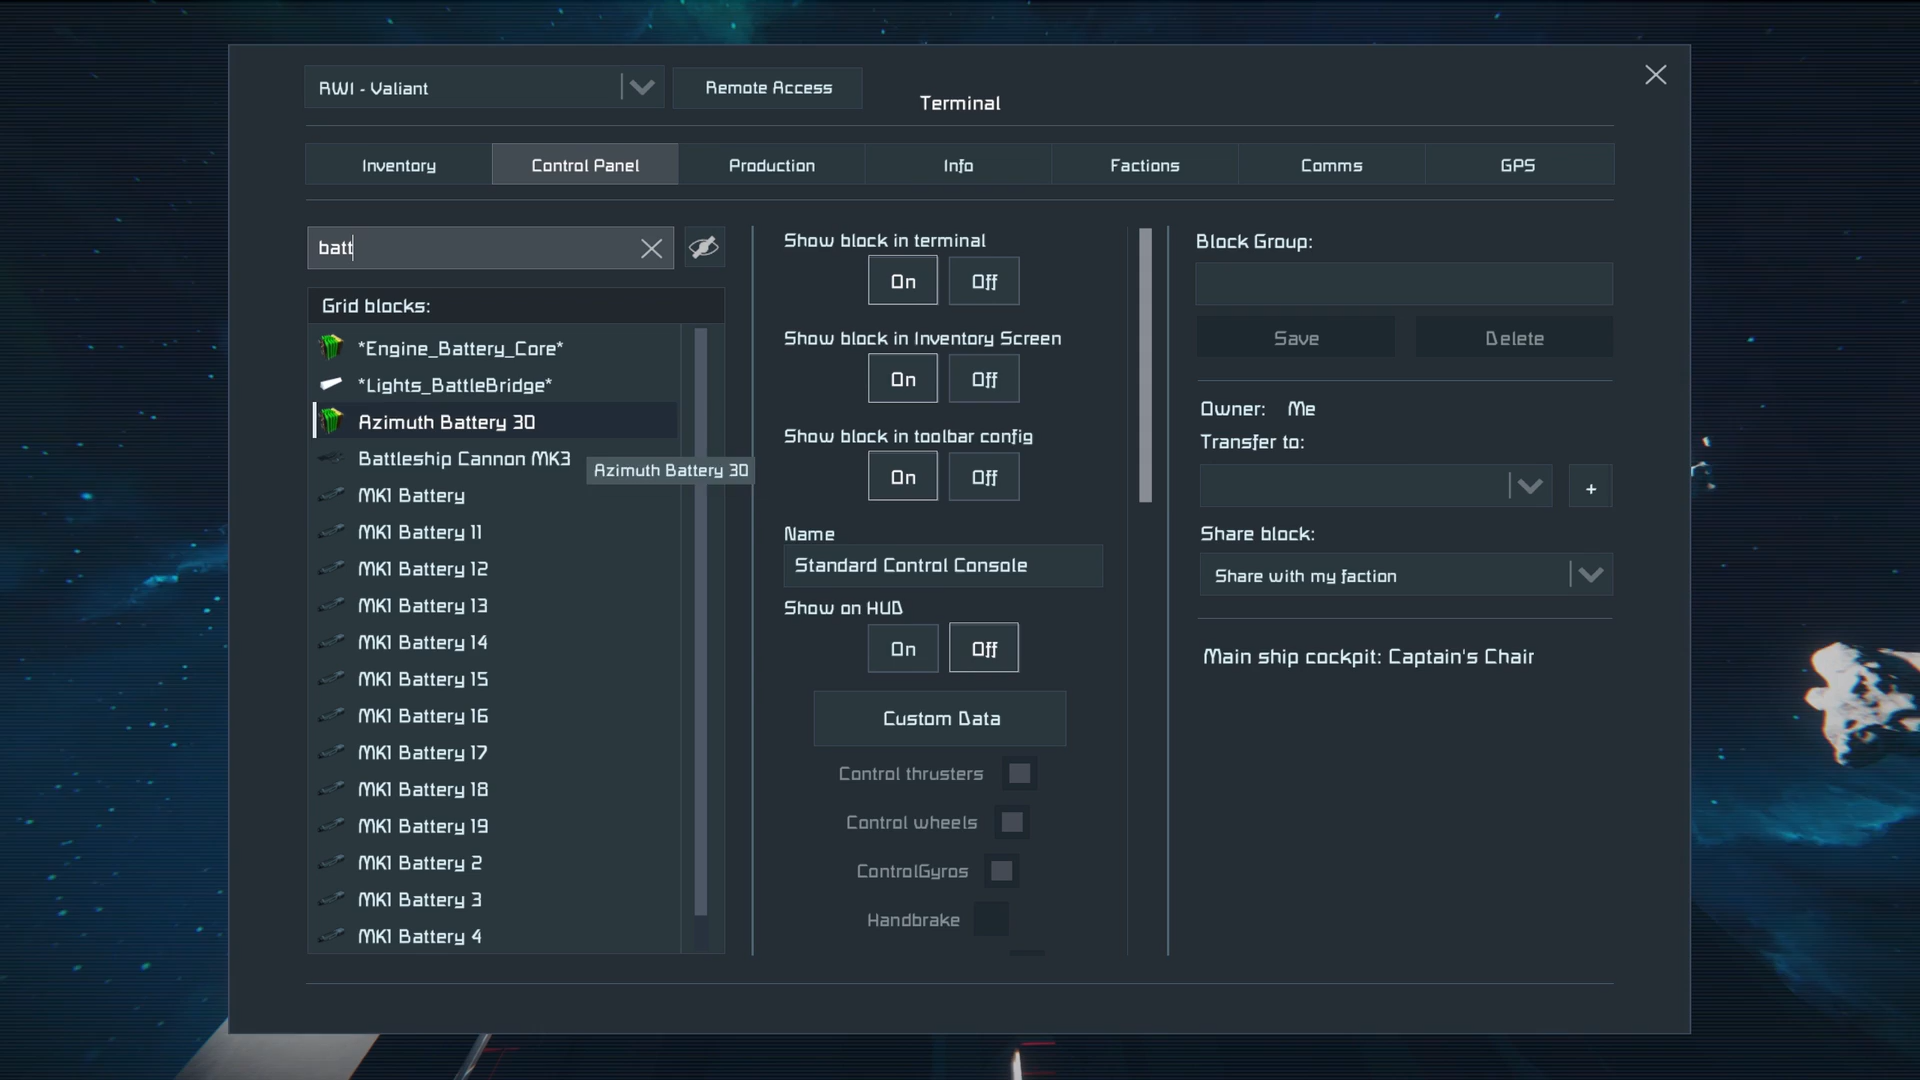 RWI - Valiant
Remote Access
Terminal
Inventory
Control Panel
Production
Info
Factions
Comms
GPS
batt
Grid blocks:
*Engine_Battery_Core*
*Lights_BattleBridge*
Azimuth Battery 30
Battleship Cannon MK3
Azimuth Battery 30
MK1 Battery
MK1 Battery 11
MK1 Battery 12
MK1 Battery 13
MK1 Battery 14
MK1 Battery 15
MK1 Battery 16
MK1 Battery 17
MK1 Battery 18
MK1 Battery 19
MK1 Battery 2
MK1 Battery 3
MK1 Battery 4
Show block in terminal
On Off
Show block in Inventory Screen
On Off
Show block in toolbar config
On Off
Name
Standard Control Console
Show on HUD
On Off
Custom Data
Control thrusters
Control wheels
ControlGyros
Handbrake
Block Group:
Save
Delete
Owner: Me
Transfer to:
+
Share block:
Share with my faction
Main ship cockpit: Captain's Chair